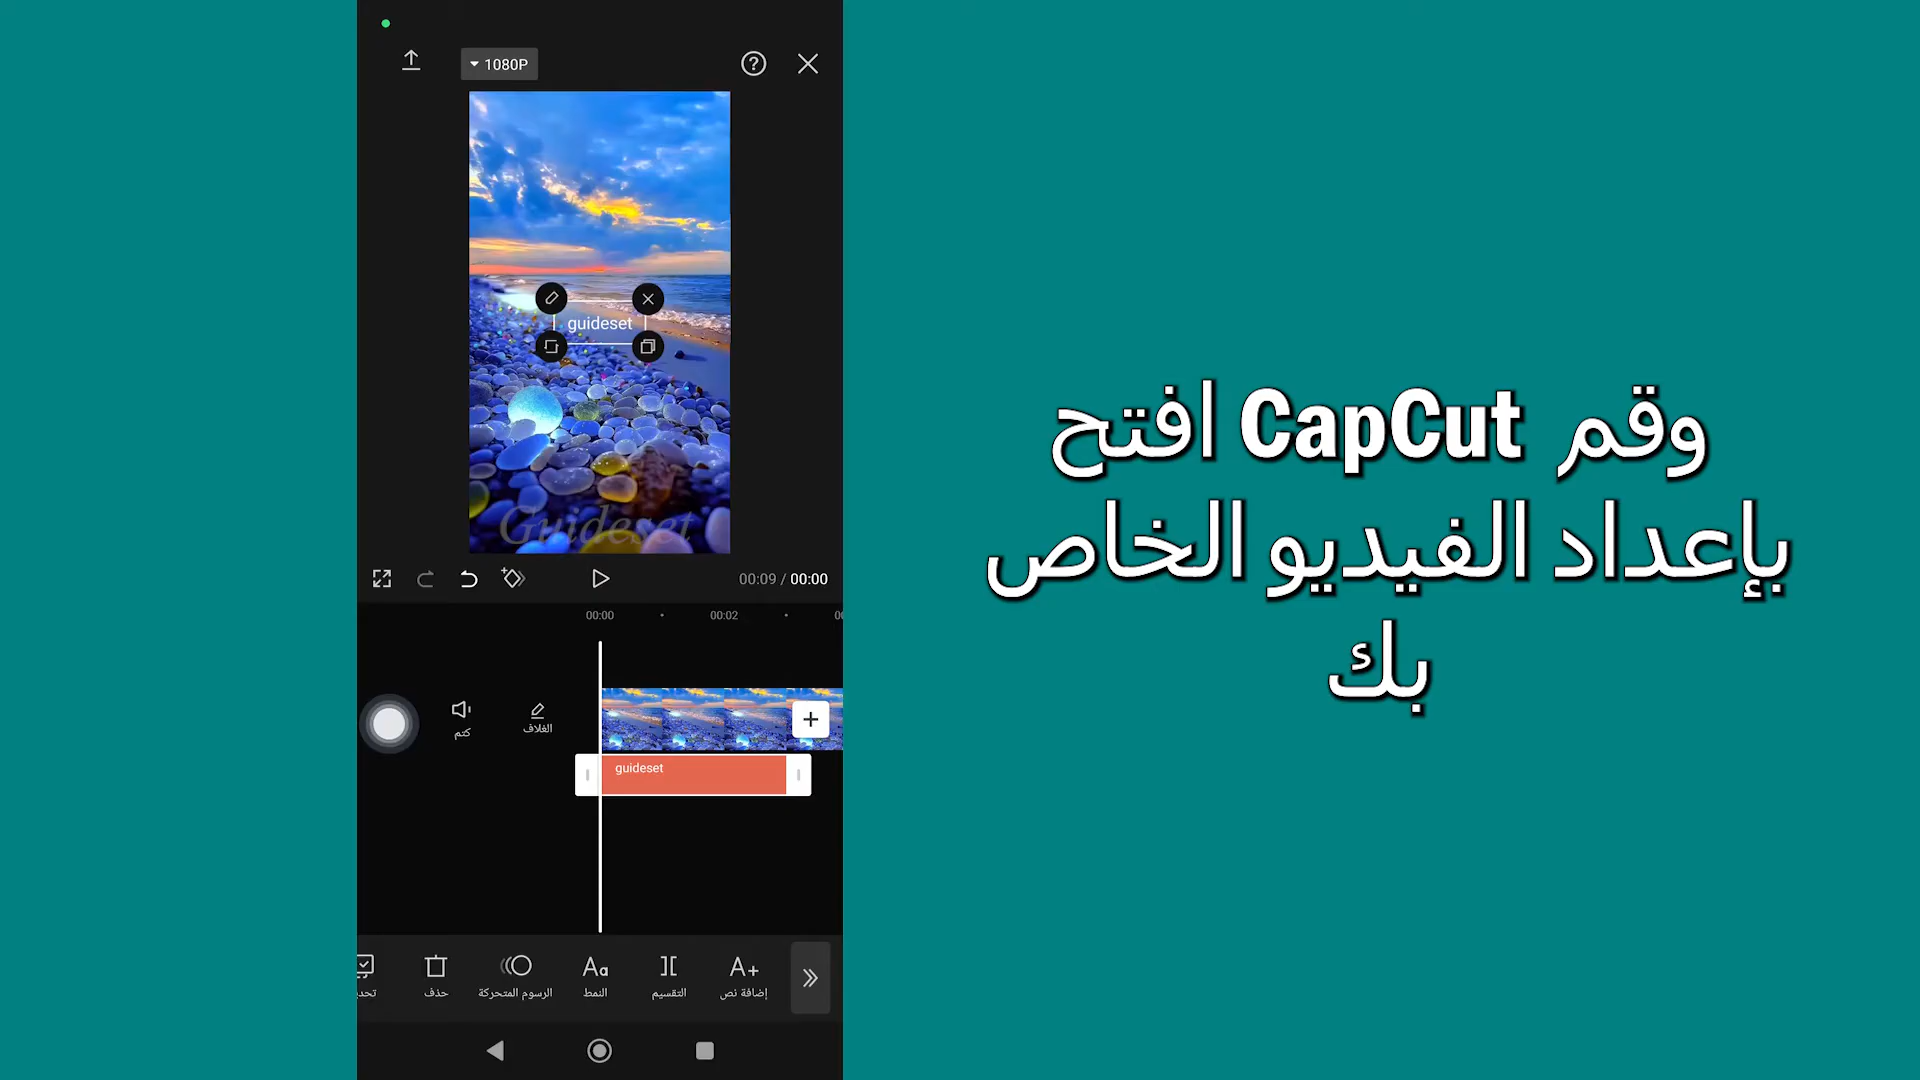 1080P
guideset
Guideset
00:09 / 00:00
00:00
00:02
كتم
الغلاف
guideset
حذف
الرسوم المتحركة
النمط
التقسيم
إضافة نص
افتح CapCut وقم
بإعداد الفيديو الخاص
بك